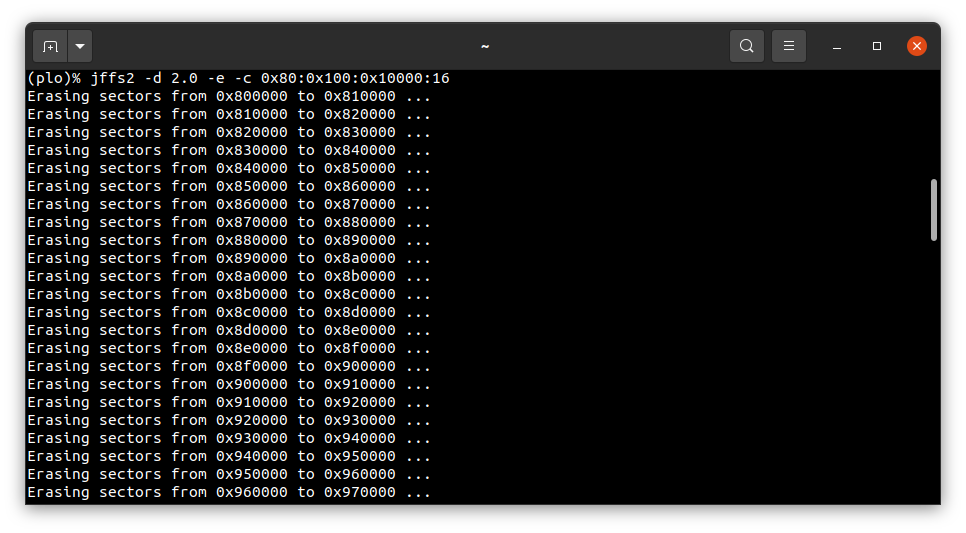 ~
(plo)% jffs2 -d 2.0 -e -c 0x80:0x100:0x10000:16
Erasing sectors from 0x800000 to 0x810000 ...
Erasing sectors from 0x810000 to 0x820000 ...
Erasing sectors from 0x820000 to 0x830000 ...
Erasing sectors from 0x830000 to 0x840000 ...
Erasing sectors from 0x840000 to 0x850000 ...
Erasing sectors from 0x850000 to 0x860000 ...
Erasing sectors from 0x860000 to 0x870000 ...
Erasing sectors from 0x870000 to 0x880000 ...
Erasing sectors from 0x880000 to 0x890000 ...
Erasing sectors from 0x890000 to 0x8a0000 ...
Erasing sectors from 0x8a0000 to 0x8b0000 ...
Erasing sectors from 0x8b0000 to 0x8c0000 ...
Erasing sectors from 0x8c0000 to 0x8d0000 ...
Erasing sectors from 0x8d0000 to 0x8e0000 ...
Erasing sectors from 0x8e0000 to 0x8f0000 ...
Erasing sectors from 0x8f0000 to 0x900000 ...
Erasing sectors from 0x900000 to 0x910000 ...
Erasing sectors from 0x910000 to 0x920000 ...
Erasing sectors from 0x920000 to 0x930000 ...
Erasing sectors from 0x930000 to 0x940000 ...
Erasing sectors from 0x940000 to 0x950000 ...
Erasing sectors from 0x950000 to 0x960000 ...
Erasing sectors from 0x960000 to 0x970000 ...